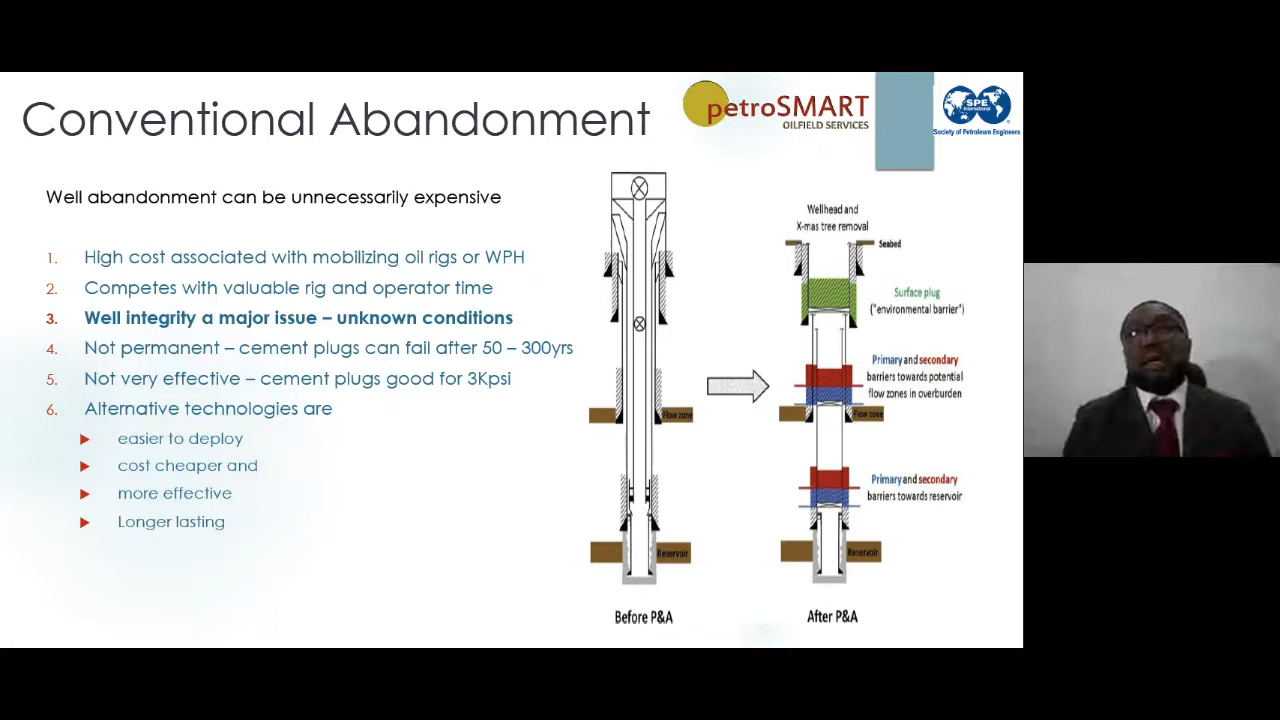 Conventional Abandonment
petroSMART
OILFIELD SERVICES
SPE
International
Society of Petroleum Engineers
Well abandonment can be unnecessarily expensive
1. High cost associated with mobilizing oil rigs or WPH
2. Competes with valuable rig and operator time
3. Well integrity a major issue – unknown conditions
4. Not permanent – cement plugs can fail after 50 – 300yrs
5. Not very effective – cement plugs good for 3Kpsi
6. Alternative technologies are
easier to deploy
cost cheaper and
more effective
Longer lasting
Flow zone
Reservoir
Before P&A
Wellhead and
X-mas tree removal
Seabed
Surface plug
("environmental barrier")
Primary and secondary
barriers towards potential
flow zones in overburden
Flow zone
Primary and secondary
barriers towards reservoir
Reservoir
After P&A